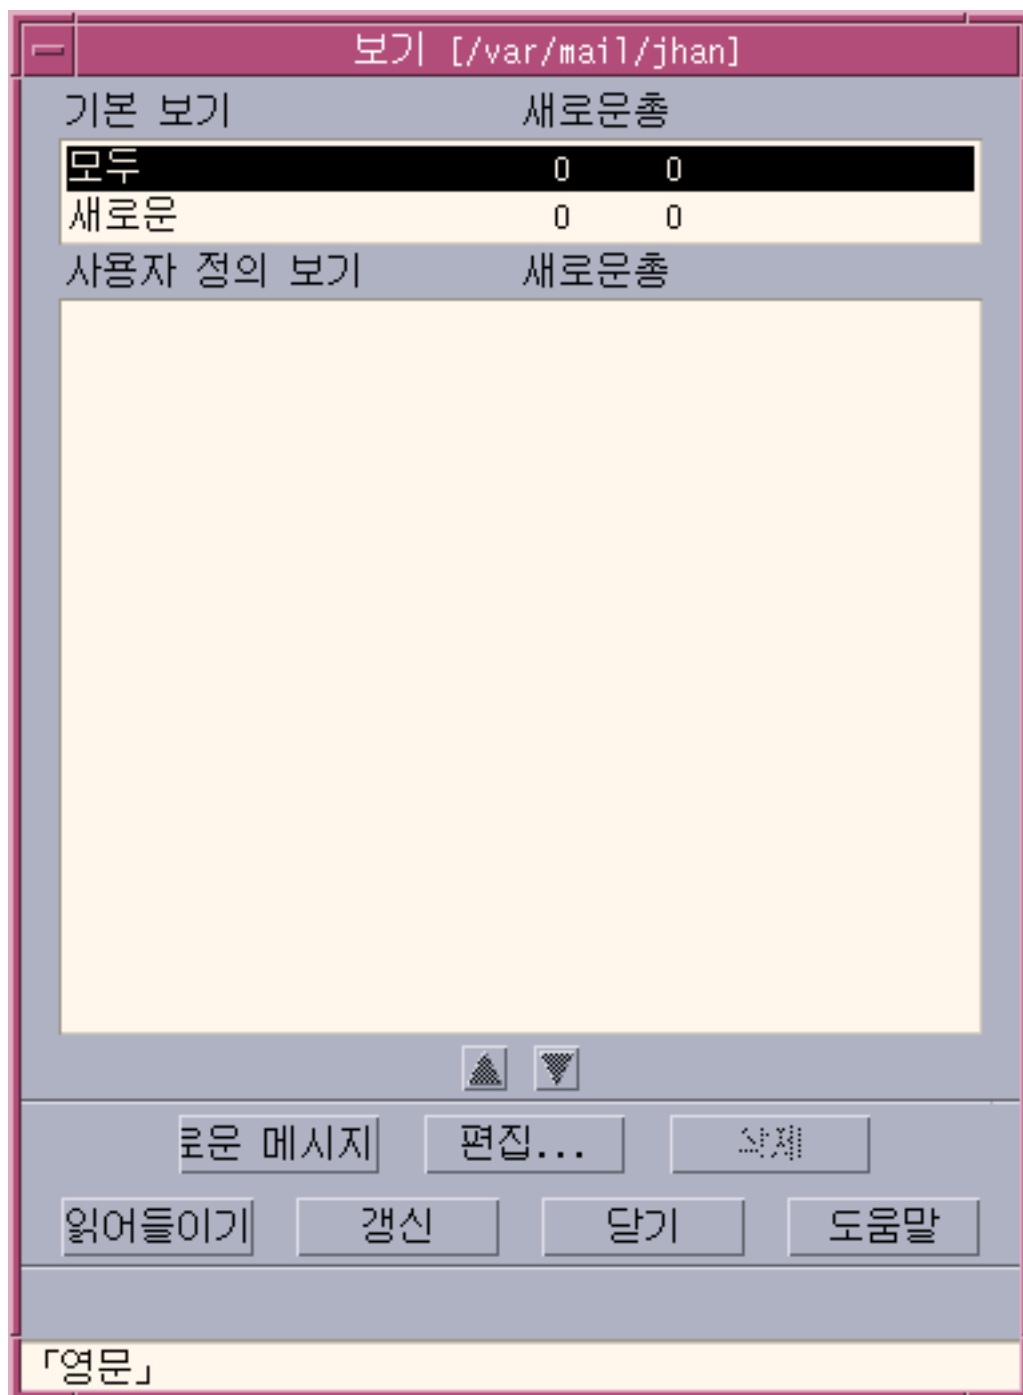 보기 [/var/mail/jhan]
기본 보기 새로운총
모두 0 0
새로운 0 0
사용자 정의 보기 새로운총
로운 메시지 편집... 삭제
읽어들이기 갱신 닫기 도움말
「영문」